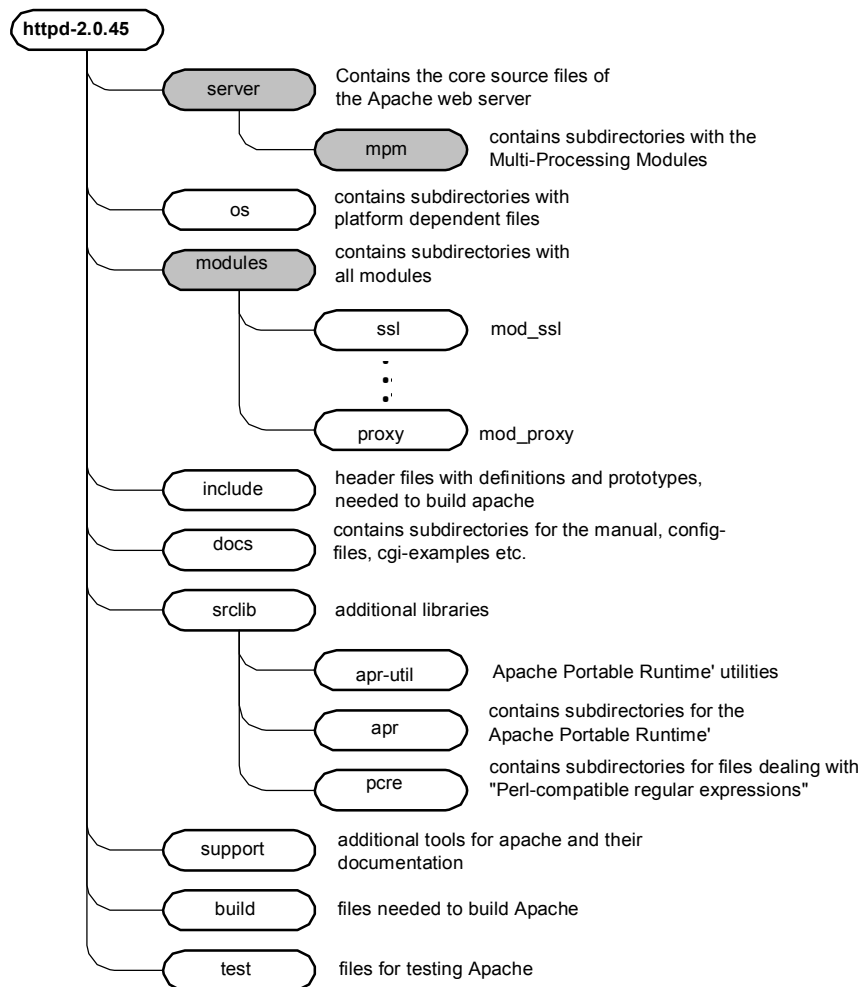 httpd-2.0.45
server
Contains the core source files of
the Apache web server
mpm
contains subdirectories with the
Multi-Processing Modules
os
contains subdirectories with
platform dependent files
modules
contains subdirectories with
all modules
ssl
mod_ssl
proxy
mod_proxy
include
header files with definitions and prototypes,
needed to build apache
docs
contains subdirectories for the manual, config-
files, cgi-examples etc.
srclib
additional libraries
apr-util
Apache Portable Runtime' utilities
apr
contains subdirectories for the
Apache Portable Runtime'
pcre
contains subdirectories for files dealing with
"Perl-compatible regular expressions"
support
additional tools for apache and their
documentation
build
files needed to build Apache
test
files for testing Apache